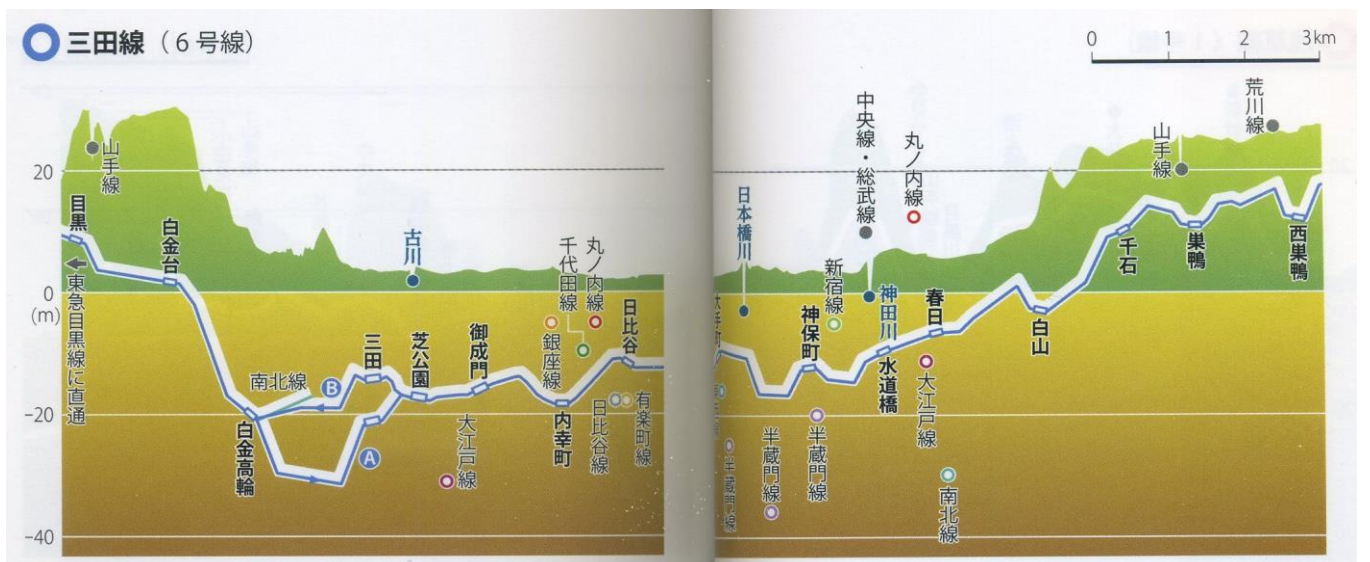 三田線（6号線）
0 1 2 3km
20
0
(m)
-20
-40
山手線
目黒
東急目黒線に直通
白金台
白金高輪
南北線
B
A
三田
古川
芝公園
御成門
大江戸線
千代田線
丸ノ内線
銀座線
内幸町
日比谷線
日比谷
有楽町線
大手町
半蔵門線
日本橋川
半蔵門線
神保町
半蔵門線
新宿線
中央線・総武線
神田川
水道橋
丸ノ内線
春日
大江戸線
南北線
白山
千石
山手線
巣鴨
荒川線
西巣鴨